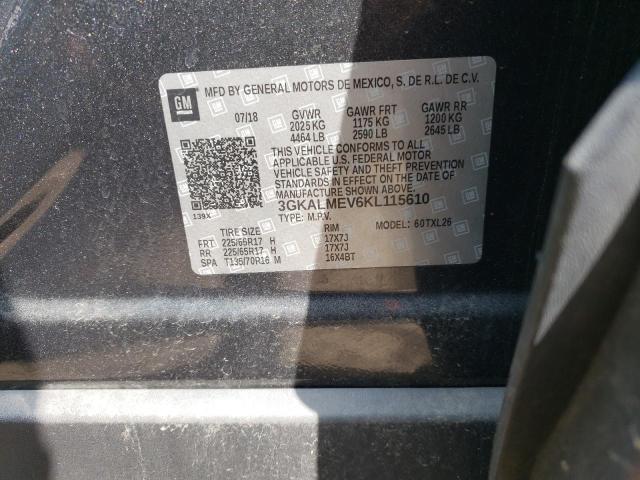 MFD BY GENERAL MOTORS DE MEXICO, S. DE R.L. DE C.V.
GM
07/18 GVWR GAWR FRT GAWR RR
2025 KG 1175 KG 1200 KG
4464 LB 2590 LB 2645 LB
THIS VEHICLE CONFORMS TO ALL
APPLICABLE U.S. FEDERAL MOTOR
VEHICLE SAFETY AND THEFT PREVENTION
STANDARDS IN EFFECT ON THE DATE OF
MANUFACTURE SHOWN ABOVE.
139X
3GKALMEV6KL115610
TYPE: M.P.V. 60TXL26
TIRE SIZE RIM
FRT 225/65R17 H 17X7J
RR 225/65R17 H 17X7J
SPA T135/70R16 M 16X4BT